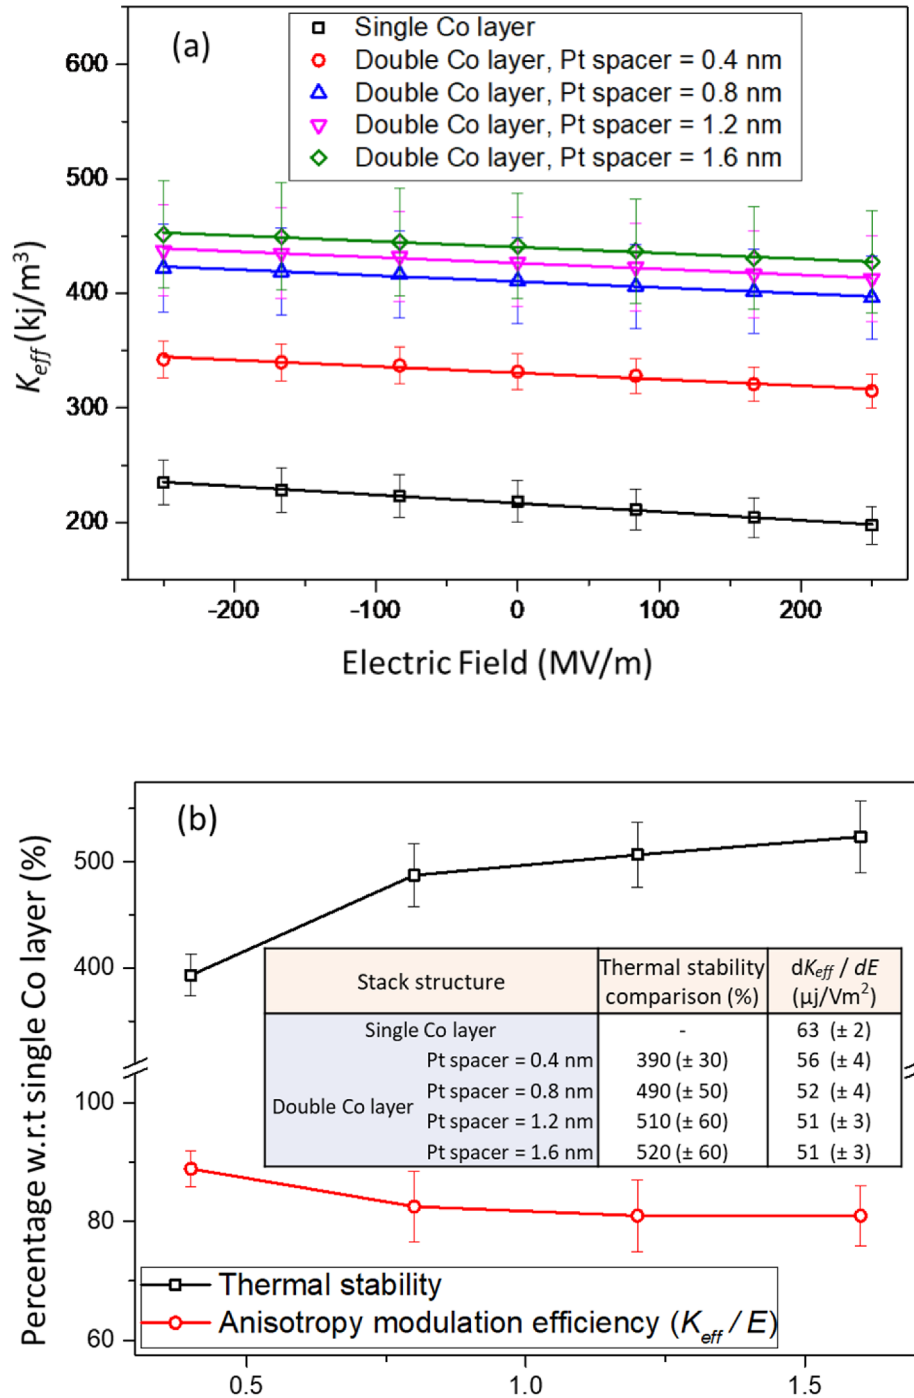 (a)
Single Co layer
Double Co layer, Pt spacer = 0.4 nm
Double Co layer, Pt spacer = 0.8 nm
Double Co layer, Pt spacer = 1.2 nm
Double Co layer, Pt spacer = 1.6 nm
600
500
400
300
200
K_eff (kj/m³)
-200 -100 0 100 200
Electric Field (MV/m)
(b)
Percentage w.r.t single Co layer (%)
500
400
100
80
60
Stack structure Thermal stability comparison (%) dK_eff / dE (µj/Vm²)
Single Co layer - 63 (± 2)
Double Co layer
Pt spacer = 0.4 nm 390 (± 30) 56 (± 4)
Pt spacer = 0.8 nm 490 (± 50) 52 (± 4)
Pt spacer = 1.2 nm 510 (± 60) 51 (± 3)
Pt spacer = 1.6 nm 520 (± 60) 51 (± 3)
Thermal stability
Anisotropy modulation efficiency (K_eff / E)
0.5 1.0 1.5